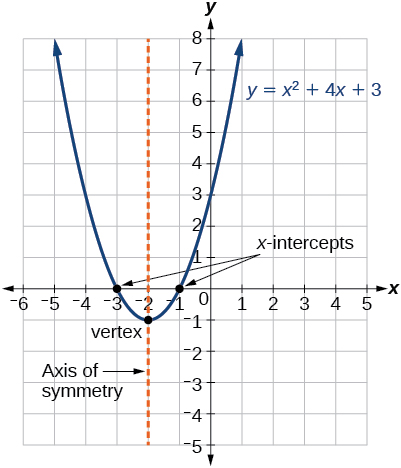 y
8
7
y = x² + 4x + 3
6
5
4
3
2
1
x-intercepts
−6 −5 −4 −3 2 −1 0 1 2 3 4 5 x
−1
vertex
−2
Axis of
symmetry
−3
−4
−5